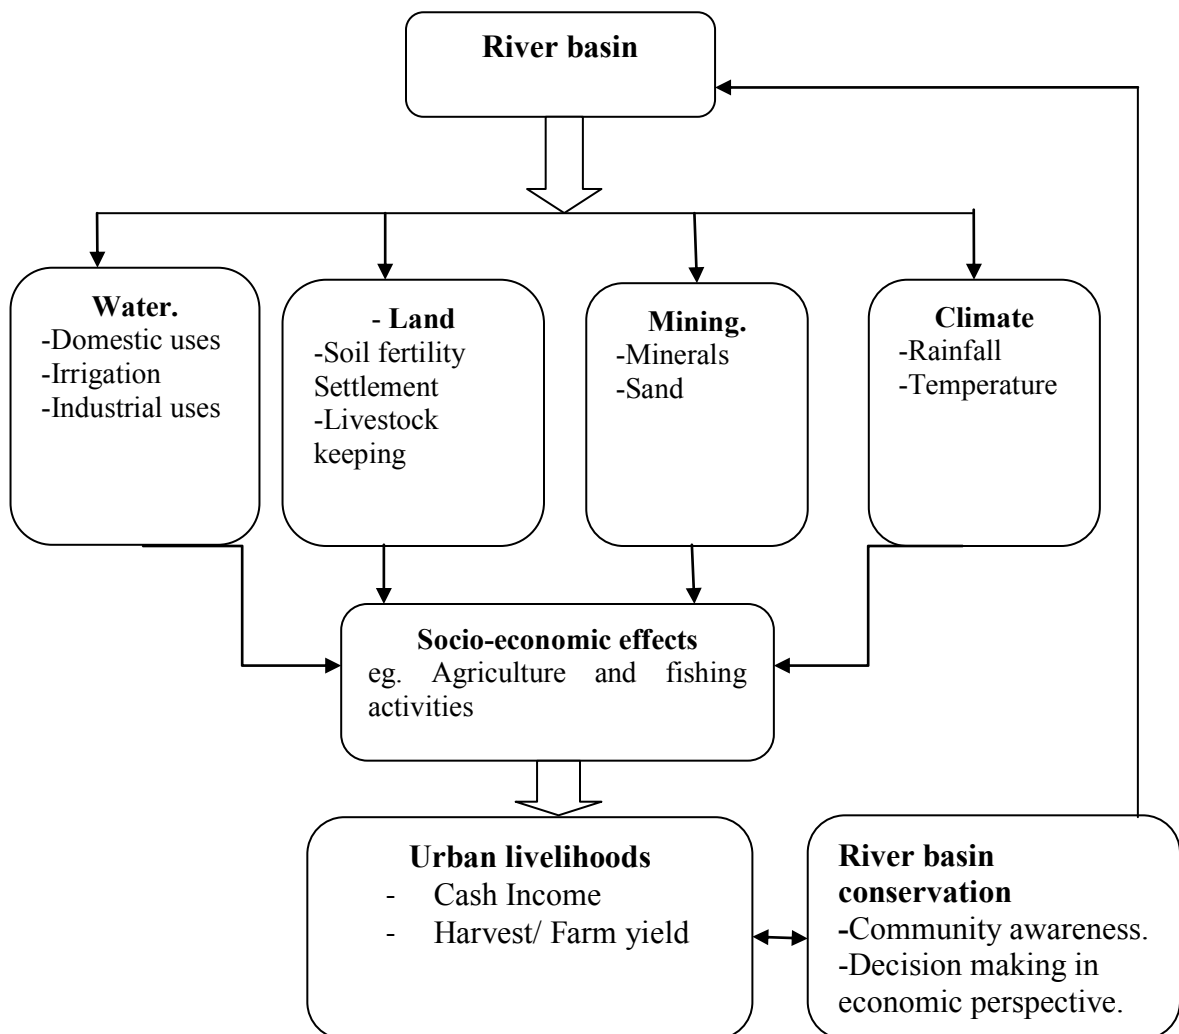 River basin
Water.
-Domestic uses
-Irrigation
-Industrial uses
- Land
-Soil fertility
Settlement
-Livestock
keeping
Mining.
-Minerals
-Sand
Climate
-Rainfall
-Temperature
Socio-economic effects
eg. Agriculture and fishing
activities
Urban livelihoods
- Cash Income
- Harvest/ Farm yield
River basin
conservation
-Community awareness.
-Decision making in
economic perspective.